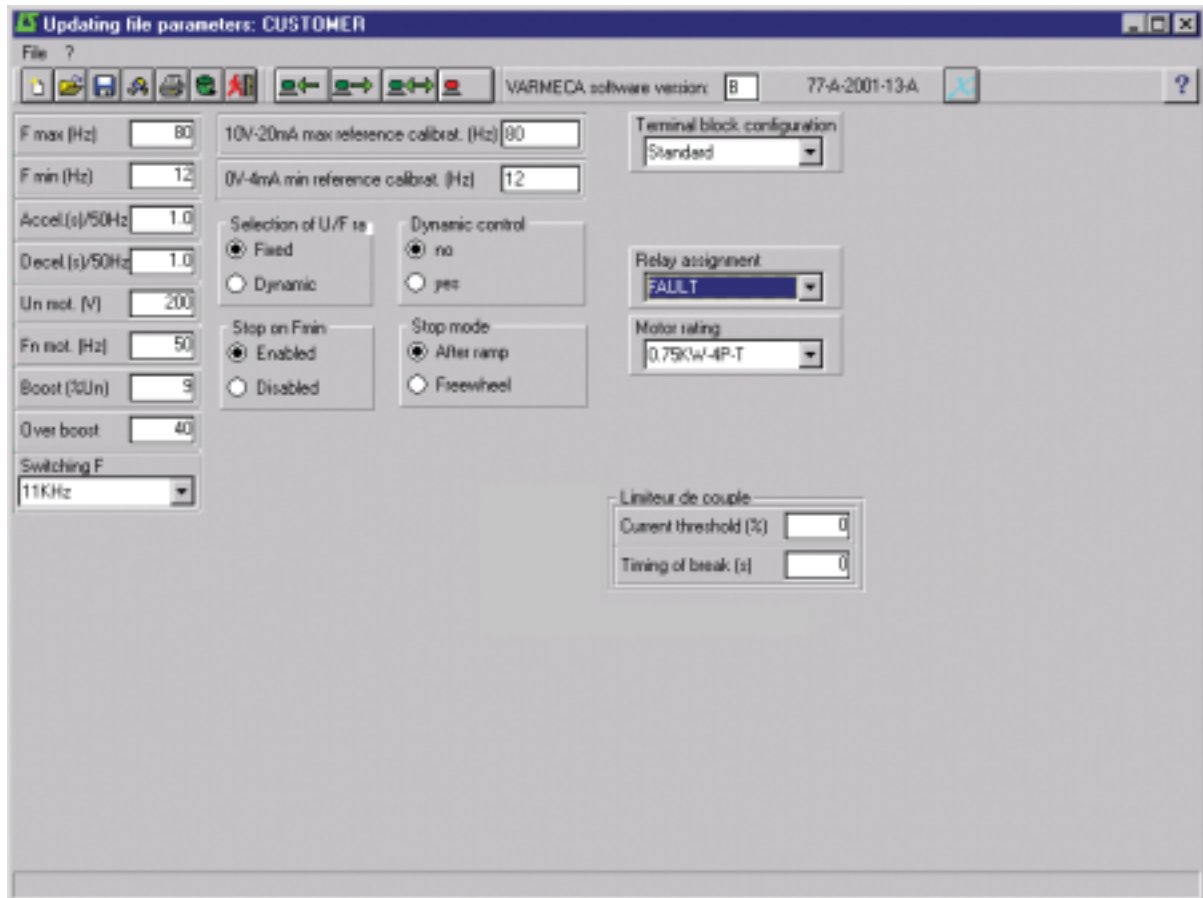 LS Updating file parameters: CUSTOMER
File ?
VARMECA software version: B 77-A-2001-13-A ?
F max (Hz) 80
F min (Hz) 12
Accel.(s)/50Hz 1.0
Decel.(s)/50Hz 1.0
Un mot. (V) 200
Fn mot. (Hz) 50
Boost (%Un) 9
Over boost 40
Switching F
11KHz
10V-20mA max reference calibrat. (Hz) 80
0V-4mA min reference calibrat. (Hz) 12
Selection of U/F ra
Fixed
Dynamic
Dynamic control
no
yes
Stop on Fmin
Enabled
Disabled
Stop mode
After ramp
Freewheel
Terminal block configuration
Standard
Relay assignment
FAULT
Motor rating
0.75KW-4P-T
Limiteur de couple
Current threshold (%) 0
Timing of break (s) 0